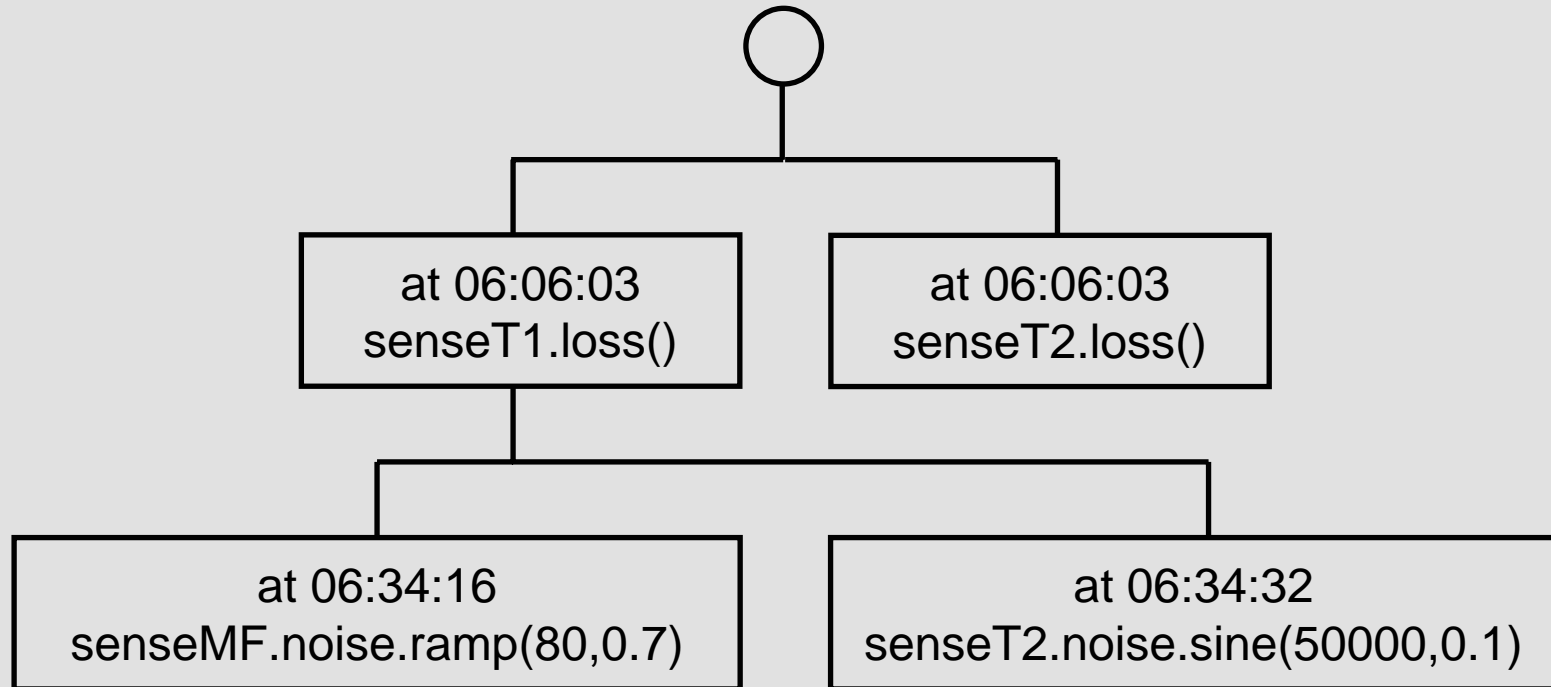 at 06:06:03
senseT1.loss()
at 06:06:03
senseT2.loss()
at 06:34:16
senseMF.noise.ramp(80,0.7)
at 06:34:32
senseT2.noise.sine(50000,0.1)